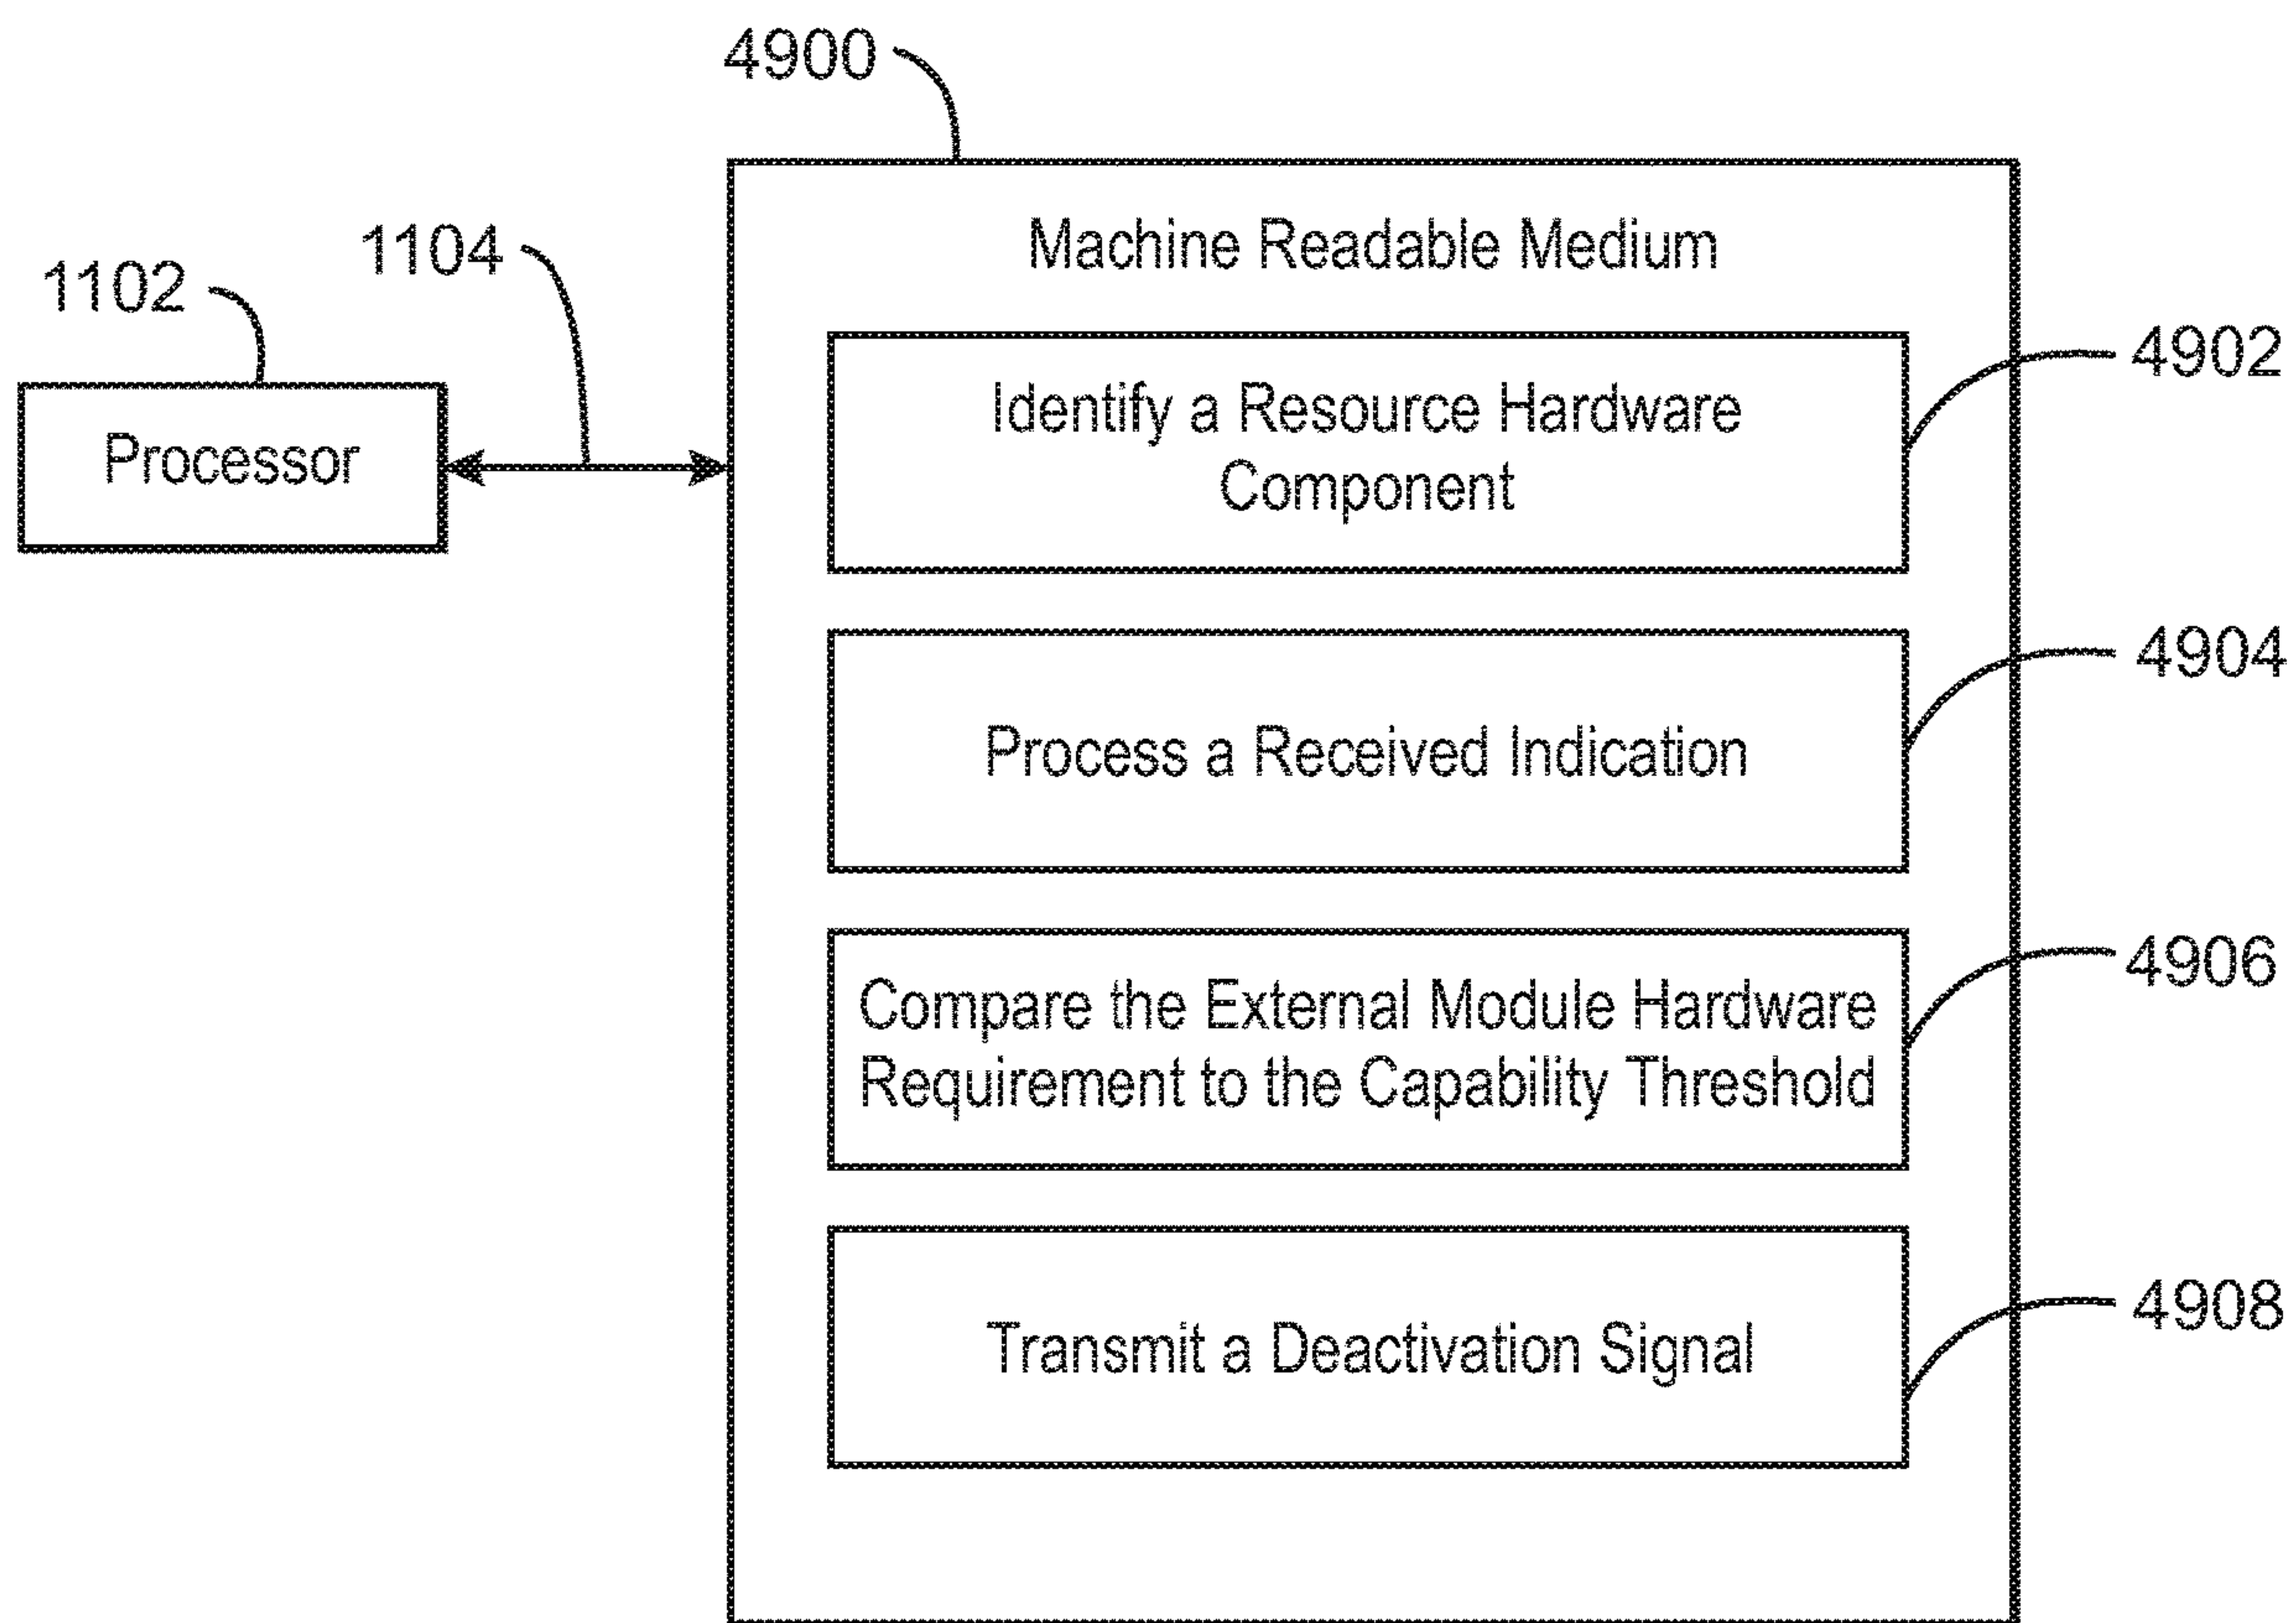 4900
Machine Readable Medium
1104
1102
Processor
Identify a Resource Hardware
Component
4902
Process a Received Indication
4904
Compare the External Module Hardware
Requirement to the Capability Threshold
4906
Transmit a Deactivation Signal
4908